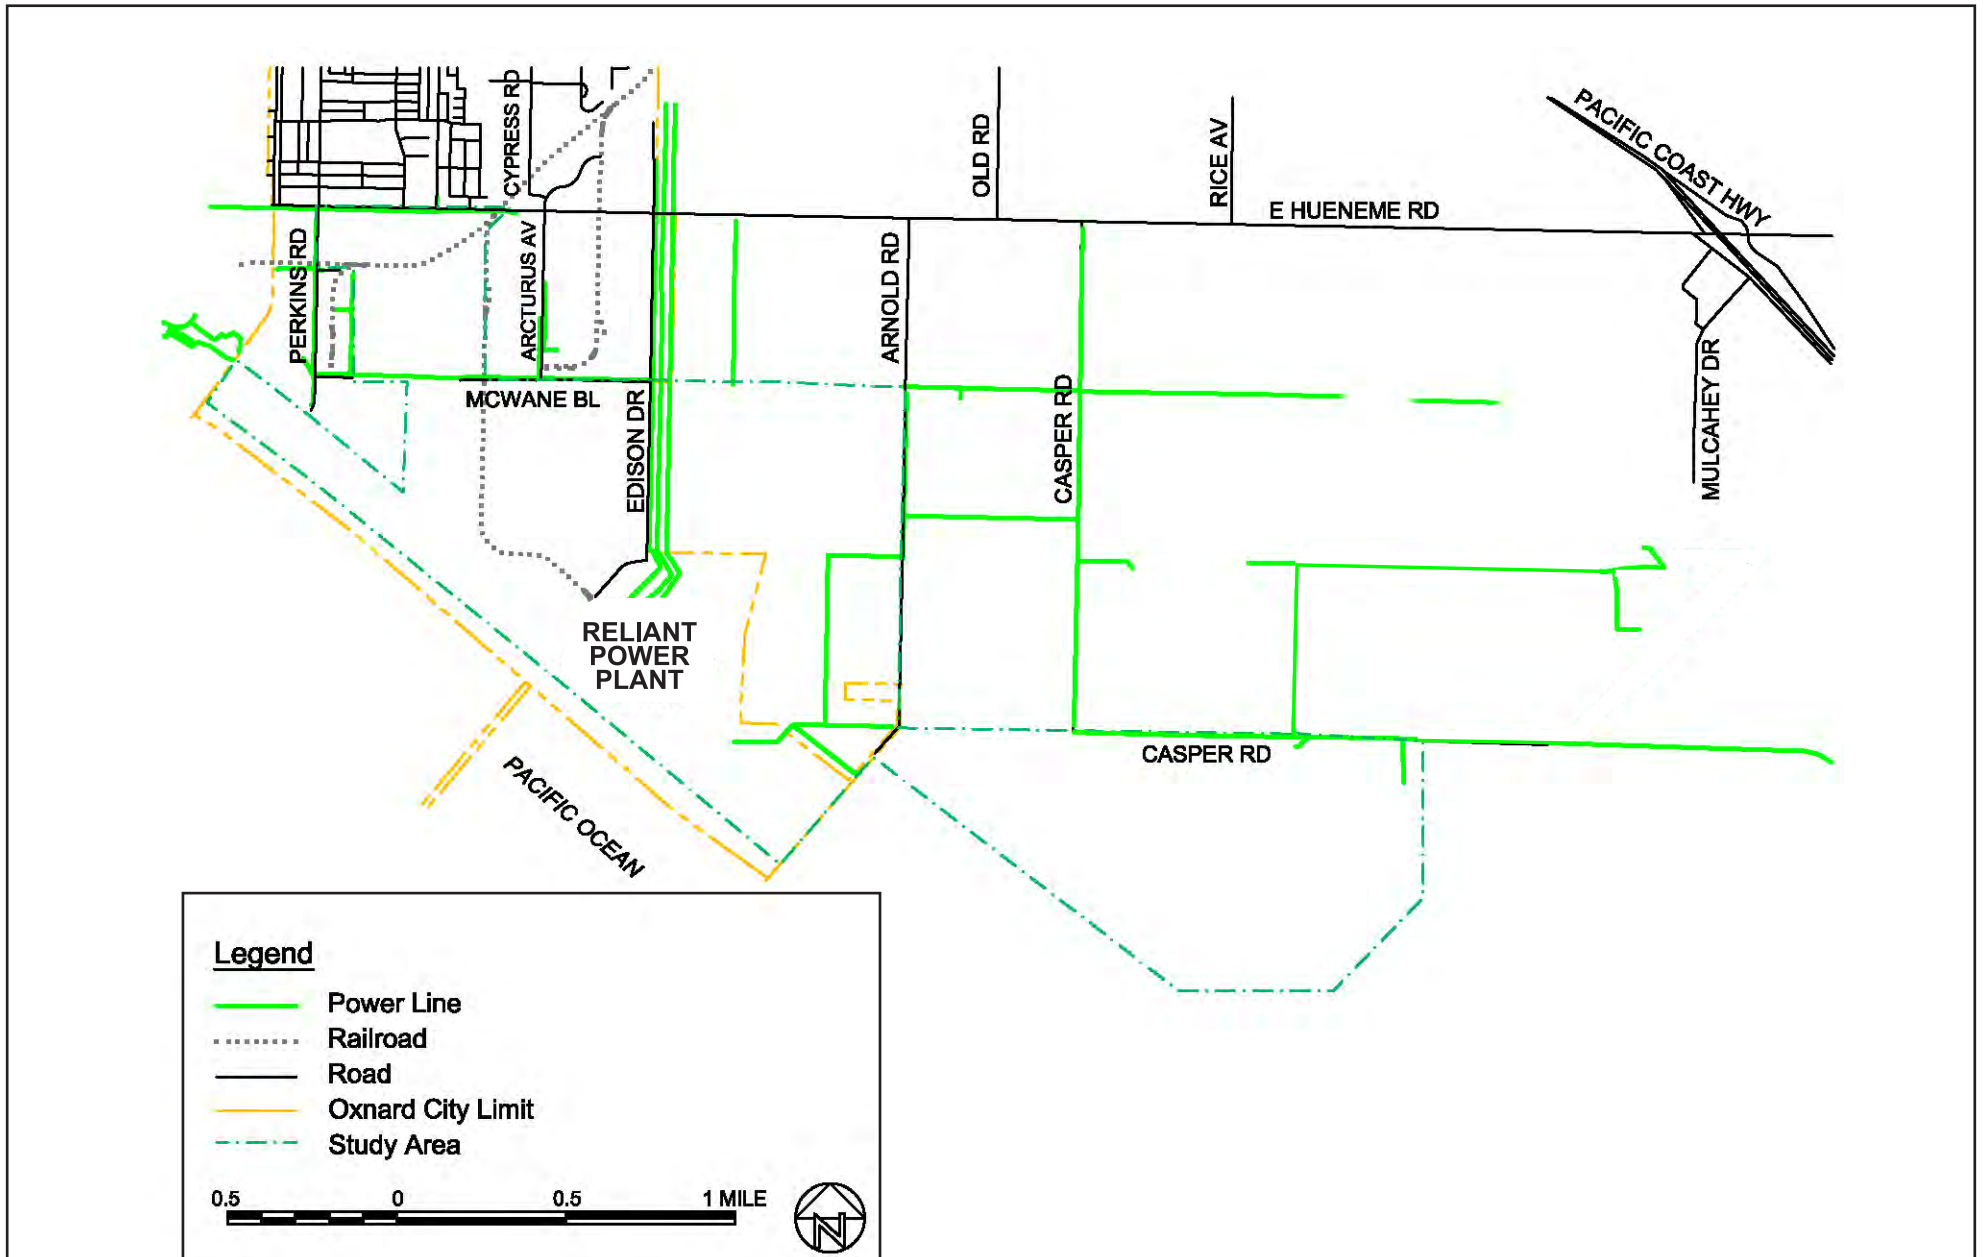 CYPRESS RD
OLD RD
RICE AV
PACIFIC COAST HWY
E HUENEME RD
PERKINS RD
ARCTURUS AV
ARNOLD RD
MCWANE BL
EDISON DR
CASPER RD
MULCAHEY DR
RELIANT
POWER
PLANT
CASPER RD
PACIFIC OCEAN
Legend
Power Line
Railroad
Road
Oxnard City Limit
Study Area
0.5 0 0.5 1 MILE
N